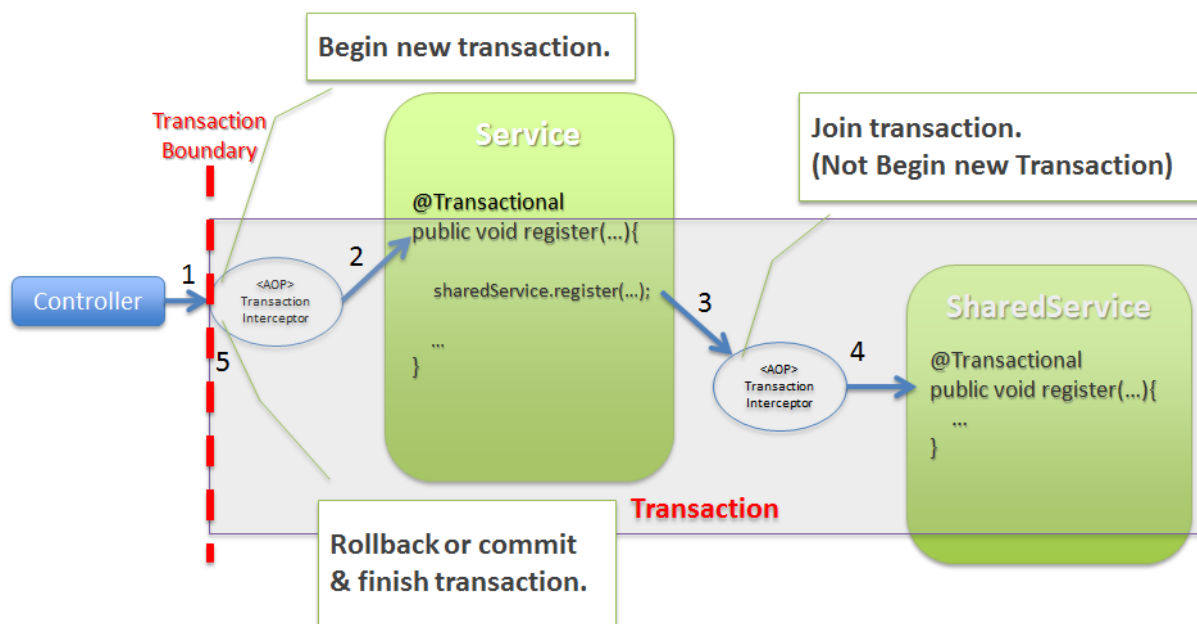 Begin new transaction.
Transaction
Boundary
Service
Join transaction.
(Not Begin new Transaction)
@Transactional
public void register(...){
sharedService.register(...);
...
}
1
2
Controller
<AOP>
Transaction
Interceptor
3
5
SharedService
4
<AOP>
Transaction
Interceptor
@Transactional
public void register(...){
...
}
Transaction
Rollback or commit
& finish transaction.